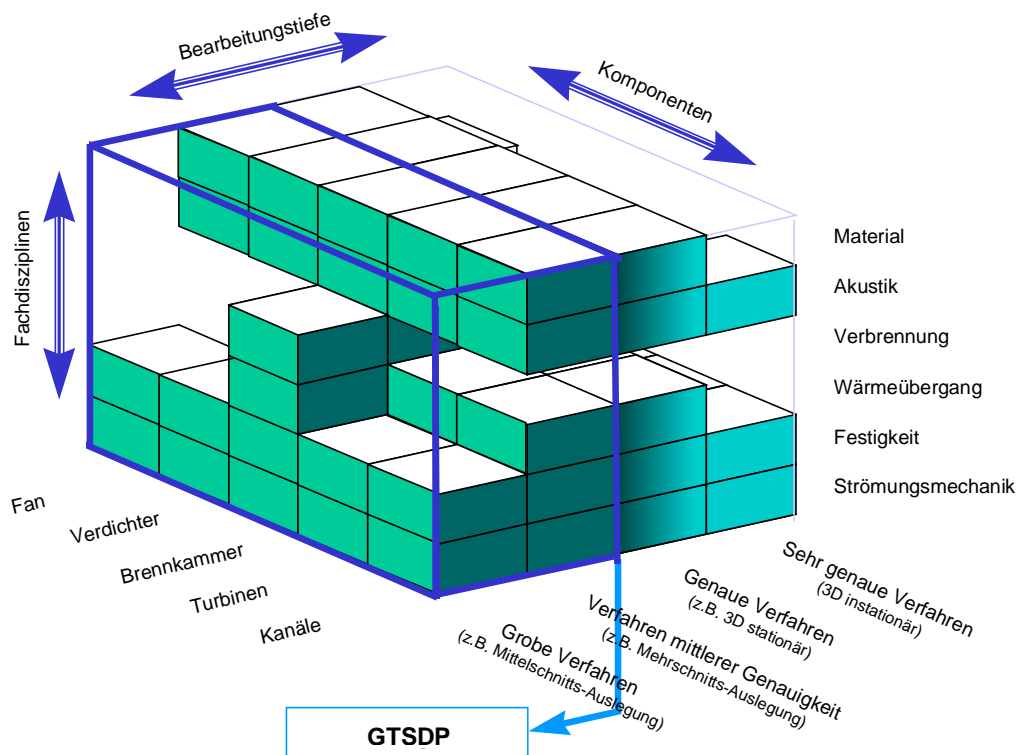 Bearbeitungstiefe
Komponenten
Fachdisziplinen
Material
Akustik
Verbrennung
Wärmeübergang
Festigkeit
Strömungsmechanik
Fan
Verdichter
Brennkammer
Turbinen
Kanäle
Grobe Verfahren
(z.B. Mittelschnitts-Auslegung)
Verfahren mittlerer Genauigkeit
(z.B. Mehrschnitts-Auslegung)
Genaue Verfahren
(z.B. 3D stationär)
Sehr genaue Verfahren
(3D instationär)
GTSDP